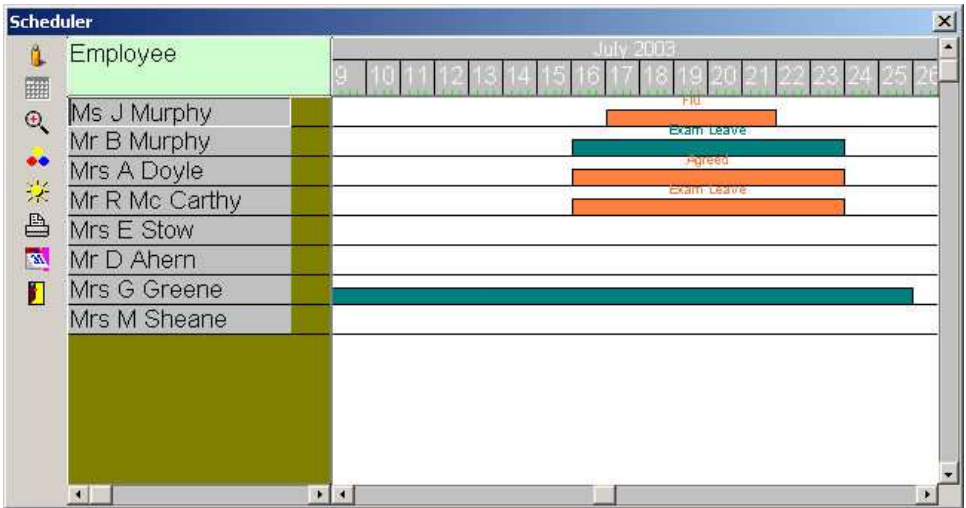 Scheduler
Employee
July 2003
9 10 11 12 13 14 15 16 17 18 19 20 21 22 23 24 25 26
Ms J Murphy
Mr B Murphy
Exam Leave
Mrs A Doyle
Agreed
Mr R Mc Carthy
Exam Leave
Mrs E Stow
Mr D Ahern
Mrs G Greene
Mrs M Sheane